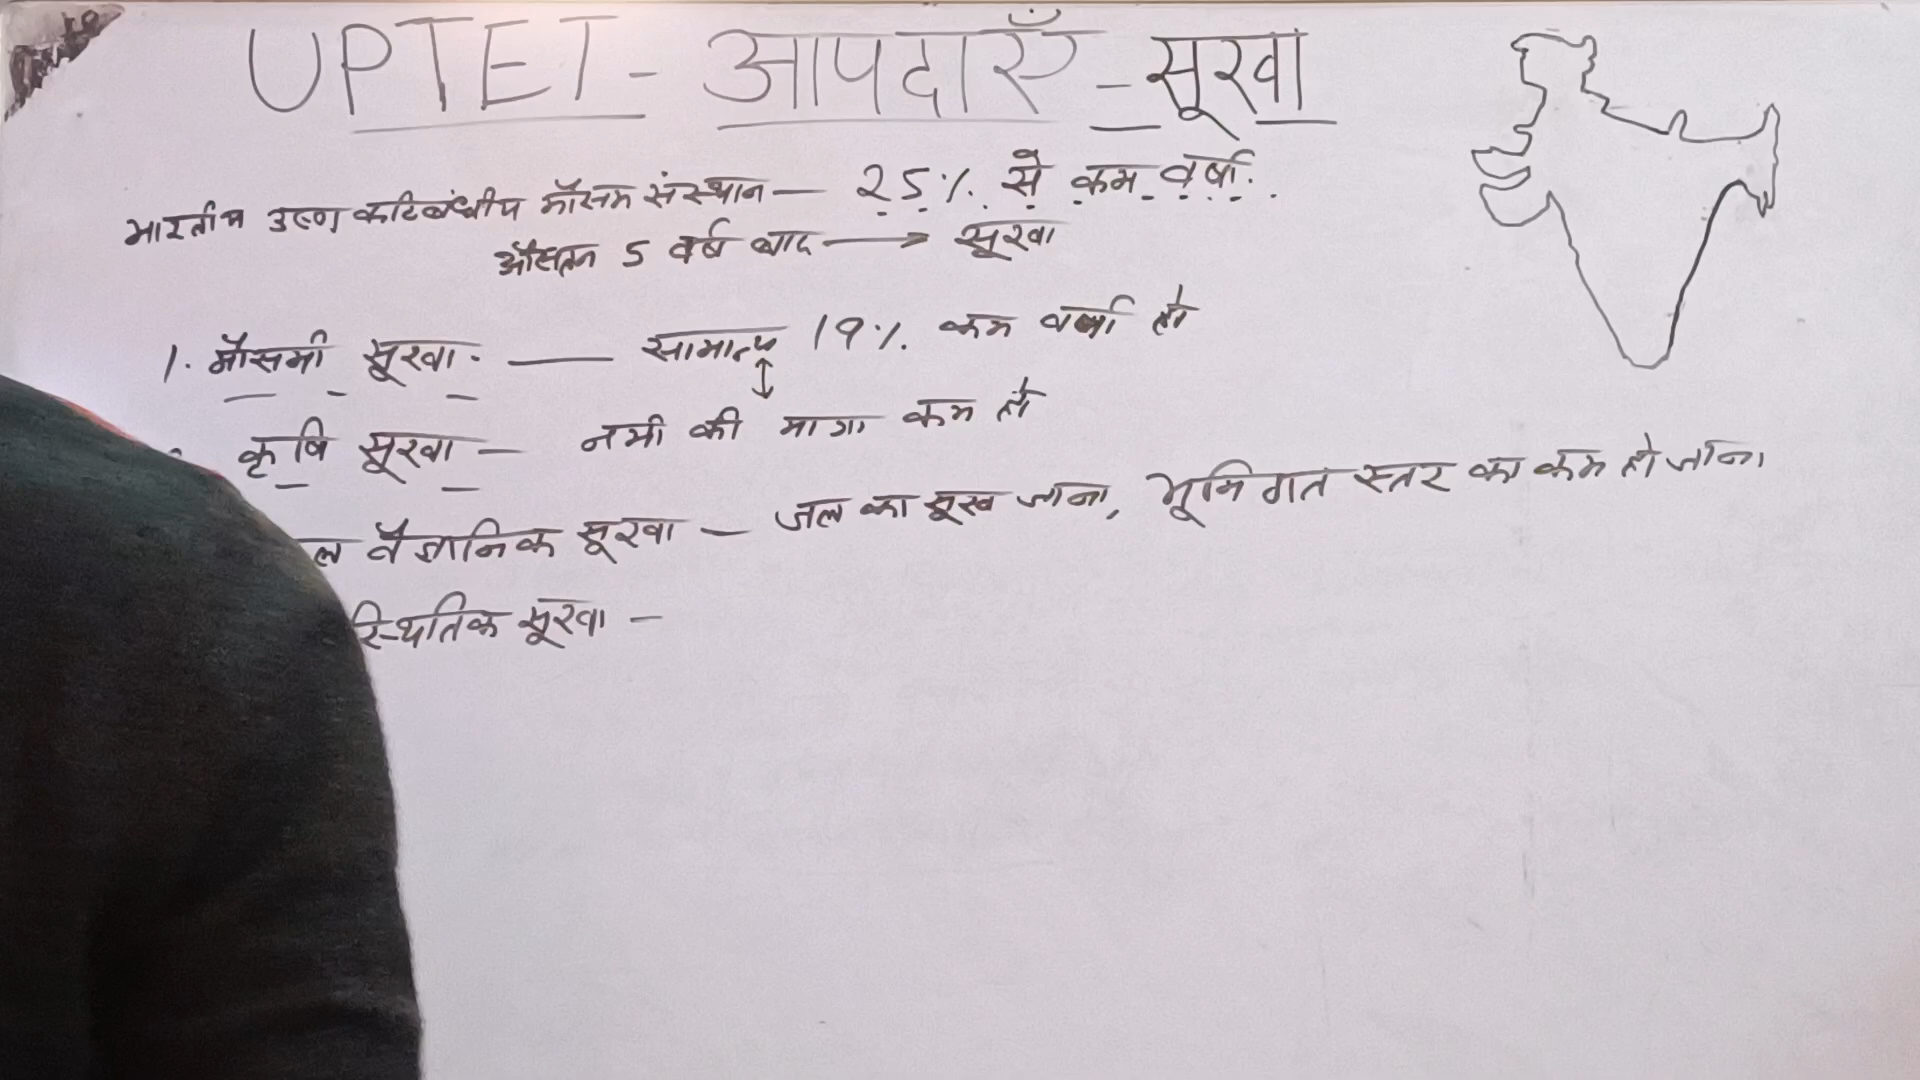 UPTET - आपदाएँ - सूखा
भारतीय उष्ण कटिबंधीय मौसम संस्थान — 25% से कम वर्षा
औसतन 5 वर्ष बाद → सूखा
1. मौसमी सूखा — सामान्य 19% कम वर्षा हो
कृषि सूखा — नमी की मात्रा कम हो
ल वैज्ञानिक सूखा — जल का सूख जाना, भूमिगत स्तर का कम हो जाना
स्थितिक सूखा —